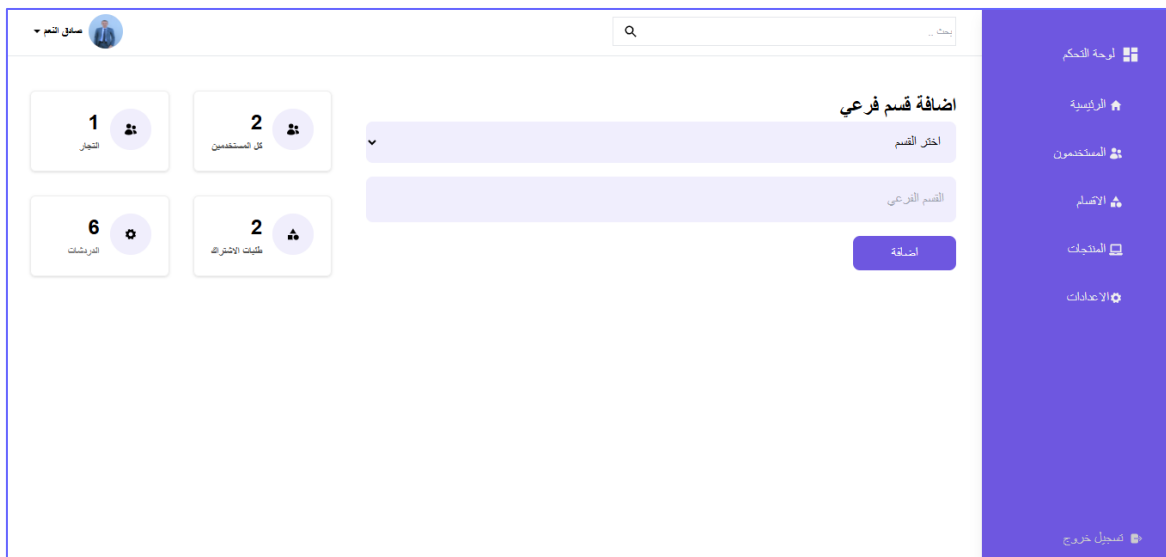 لوحة التحكم
الرئيسية
المستخدمون
الاقسام
المنتجات
الاعدادات
تسجيل خروج
بحث ..
صادق النعم
اضافة قسم فرعي
اختر القسم
القسم الفرعي
اضافة
2
كل المستخدمين
1
التجار
2
طلبات الاشتراك
6
الدردشات